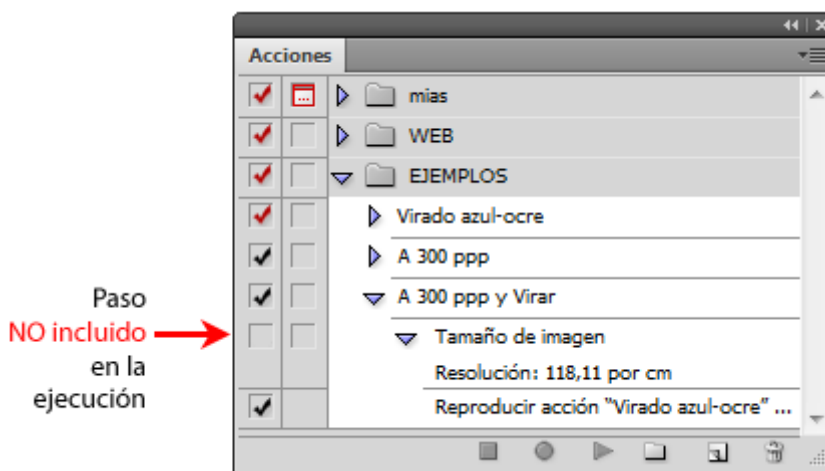 Acciones
mias
WEB
EJEMPLOS
Virado azul-ocre
A 300 ppp
A 300 ppp y Virar
Paso
NO incluido
en la
ejecución
Tamaño de imagen
Resolución: 118,11 por cm
Reproducir acción "Virado azul-ocre" ...